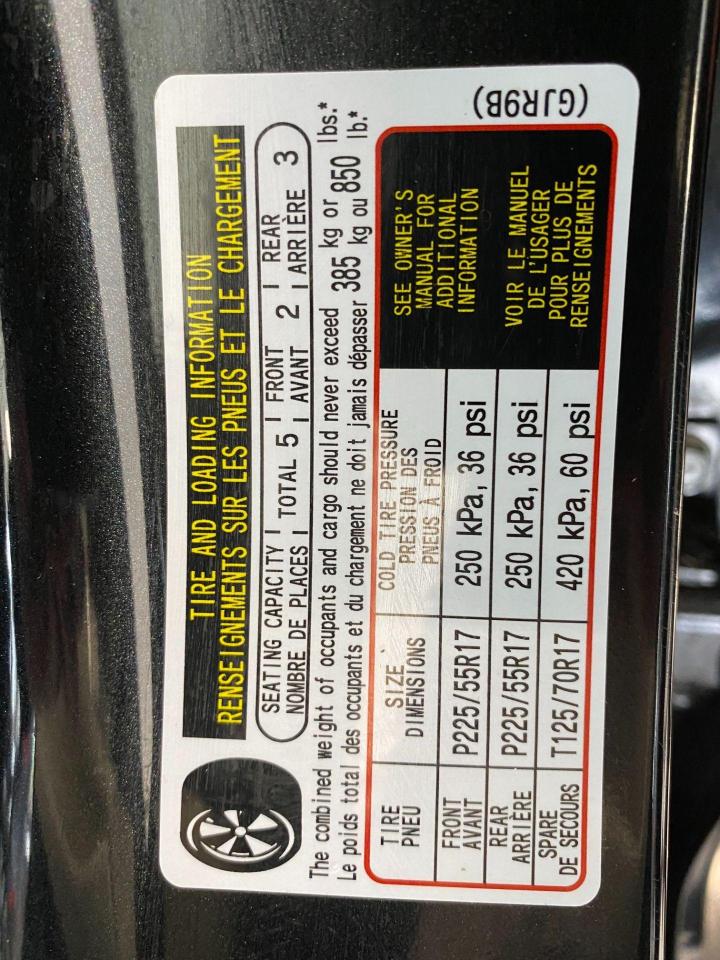 TIRE AND LOADING INFORMATION
RENSEIGNEMENTS SUR LES PNEUS ET LE CHARGEMENT
SEATING CAPACITY TOTAL 5 FRONT 2 REAR 3
NOMBRE DE PLACES AVANT ARRIÈRE
The combined weight of occupants and cargo should never exceed 385 kg or 850 lbs.*
Le poids total des occupants et du chargement ne doit jamais dépasser 385 kg ou 850 lb.*
TIRE SIZE COLD TIRE PRESSURE
PNEU DIMENSIONS PRESSION DES
PNEUS À FROID
FRONT P225/55R17 250 kPa, 36 psi
AVANT
REAR P225/55R17 250 kPa, 36 psi
ARRIÈRE
SPARE T125/70R17 420 kPa, 60 psi
DE SECOURS
SEE OWNER'S
MANUAL FOR
ADDITIONAL
INFORMATION
VOIR LE MANUEL
DE L'USAGER
POUR PLUS DE
RENSEIGNEMENTS
(GJR9B)